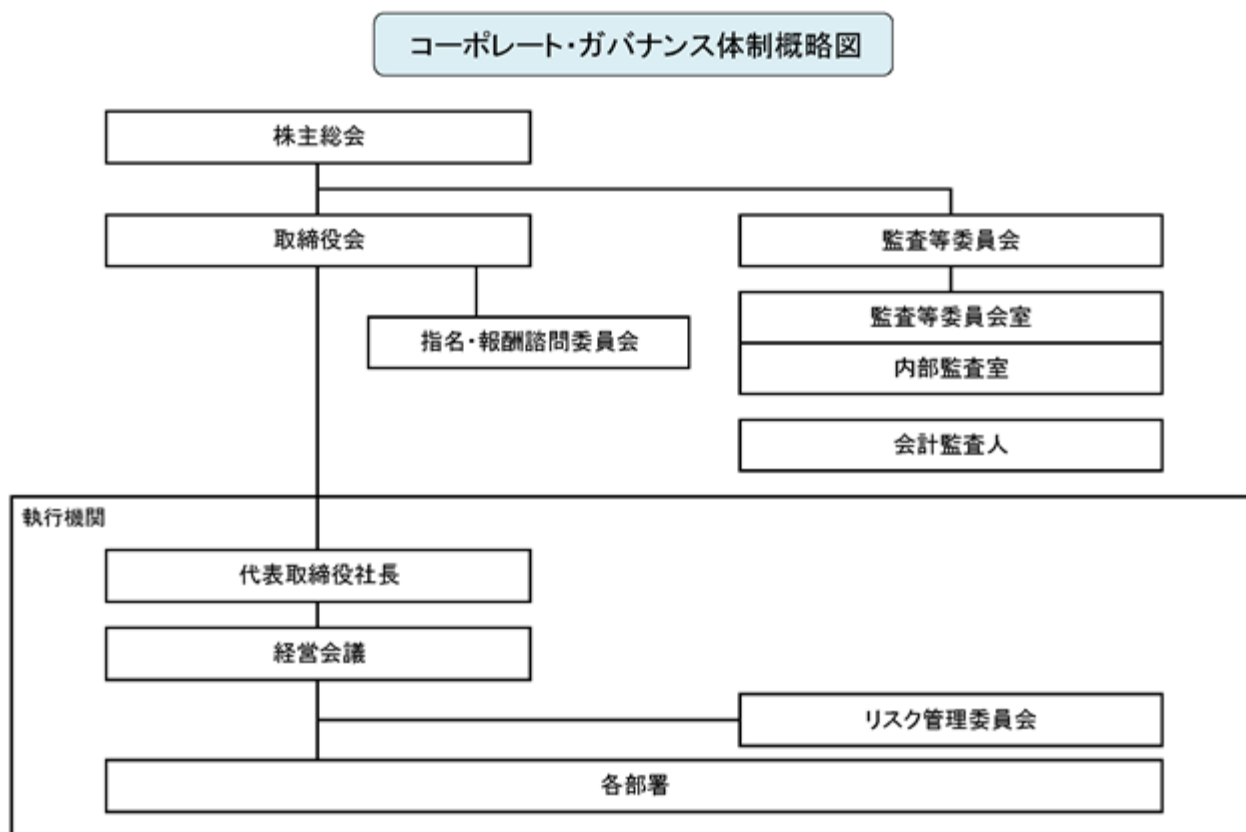 コーポレート・ガバナンス体制概略図
株主総会
取締役会
監査等委員会
指名・報酬諮問委員会
監査等委員会室
内部監査室
会計監査人
執行機関
代表取締役社長
経営会議
リスク管理委員会
各部署